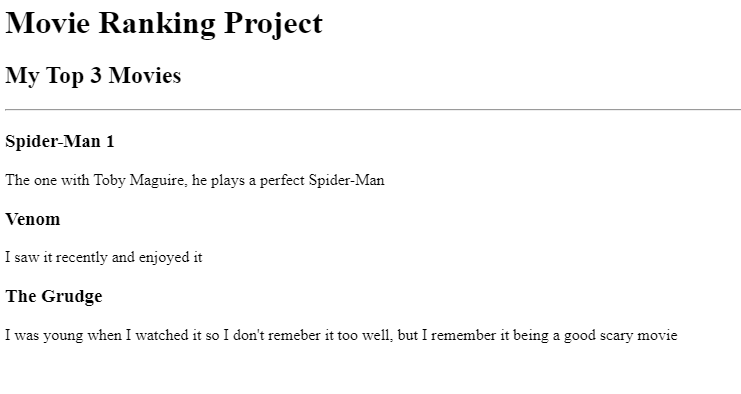 Movie Ranking Project
My Top 3 Movies
Spider-Man 1
The one with Toby Maguire, he plays a perfect Spider-Man
Venom
I saw it recently and enjoyed it
The Grudge
I was young when I watched it so I don't remeber it too well, but I remember it being a good scary movie